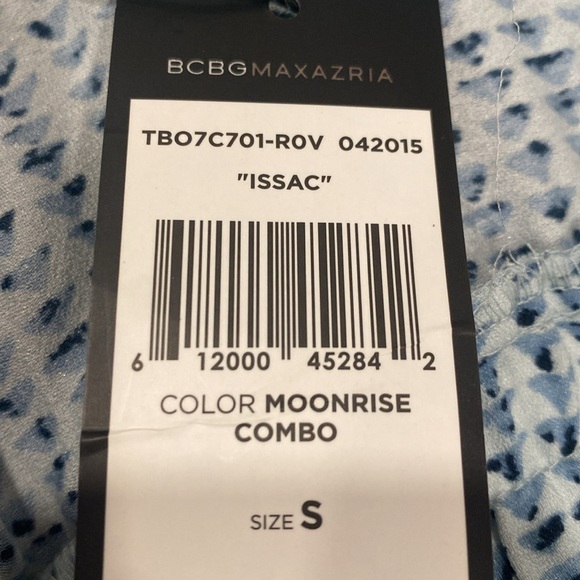 BCBGMAXAZRIA
TBO7C701-R0V 042015
"ISSAC"
6 12000 45284 2
COLOR MOONRISE
COMBO
SIZE S